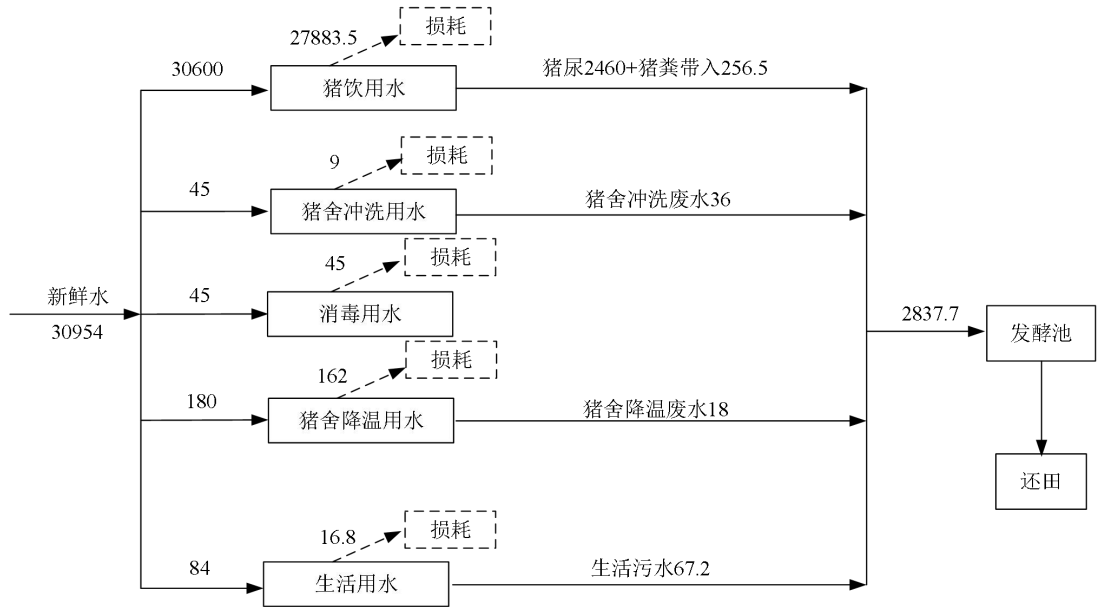 损耗
27883.5
30600
猪饮用水
猪尿2460+猪粪带入256.5
损耗
9
45
猪舍冲洗用水
猪舍冲洗废水36
损耗
45
新鲜水
30954
45
消毒用水
2837.7
发酵池
损耗
162
180
猪舍降温用水
猪舍降温废水18
还田
损耗
16.8
84
生活用水
生活污水67.2